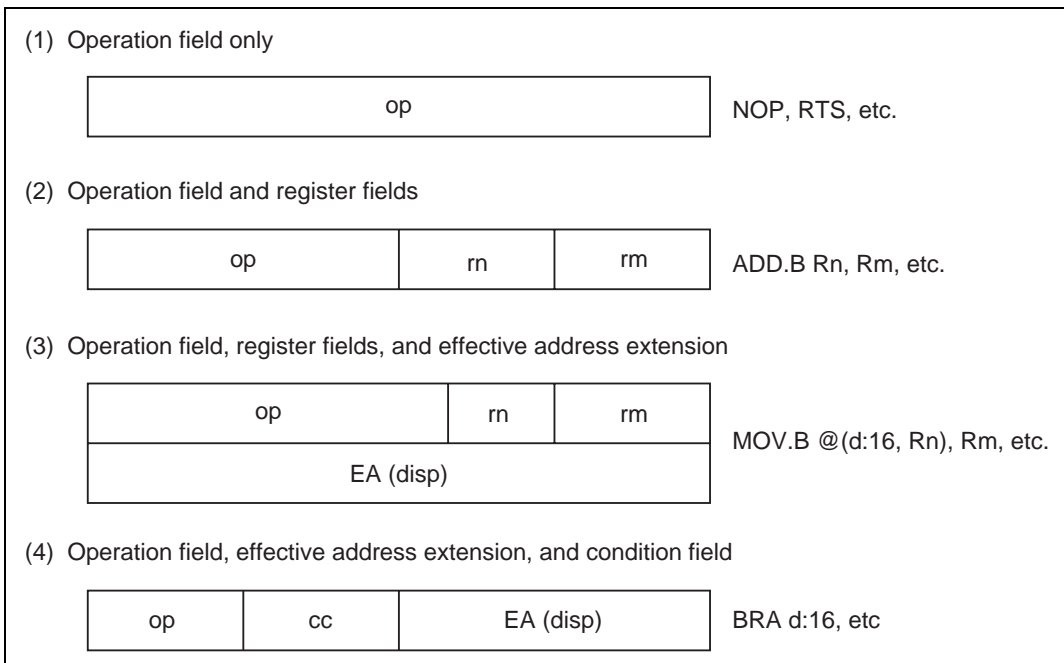 (1) Operation field only
op
NOP, RTS, etc.
(2) Operation field and register fields
op rn rm
ADD.B Rn, Rm, etc.
(3) Operation field, register fields, and effective address extension
op rn rm
EA (disp)
MOV.B @(d:16, Rn), Rm, etc.
(4) Operation field, effective address extension, and condition field
op cc EA (disp)
BRA d:16, etc